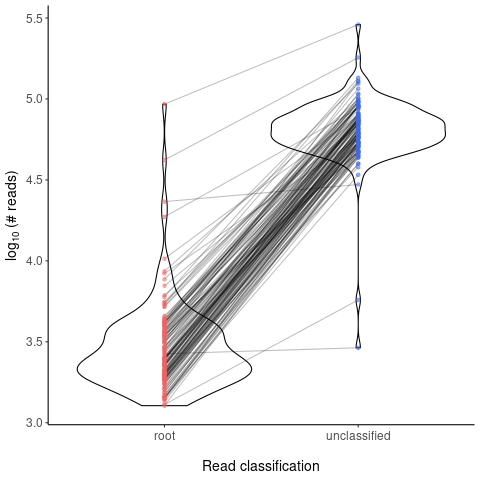 5.5
5.0
4.5
4.0
3.5
3.0
log₁₀ (# reads)
root unclassified
Read classification